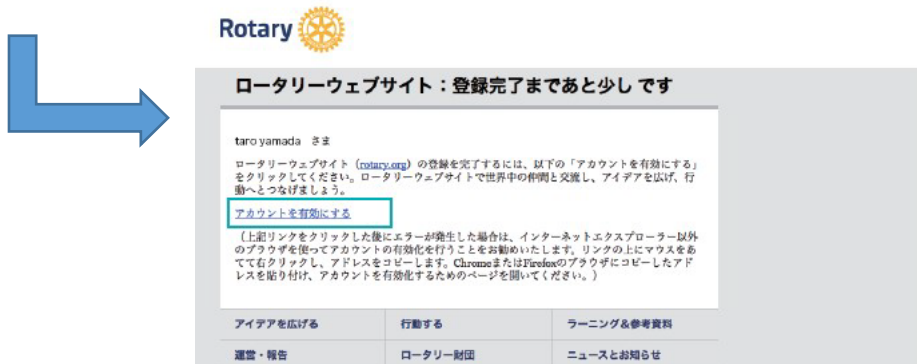 Rotary
ロータリーウェブサイト：登録完了まであと少し です
taro yamada　さま
ロータリーウェブサイト（rotary.org）の登録を完了するには、以下の「アカウントを有効にする」
をクリックしてください。ロータリーウェブサイトで世界中の仲間と交流し、アイデアを広げ、行
動へとつなげましょう。
アカウントを有効にする
（上記リンクをクリックした後にエラーが発生した場合は、インターネットエクスプローラー以外
のブラウザを使ってアカウントの有効化を行うことをお勧めいたします。リンクの上にマウスをあ
てて右クリックし、アドレスをコピーします。ChromeまたはFirefoxのブラウザにコピーしたアド
レスを貼り付け、アカウントを有効化するためのページを開いてください。）
アイデアを広げる　行動する　ラーニング&参考資料
運営・報告　ロータリー財団　ニュースとお知らせ